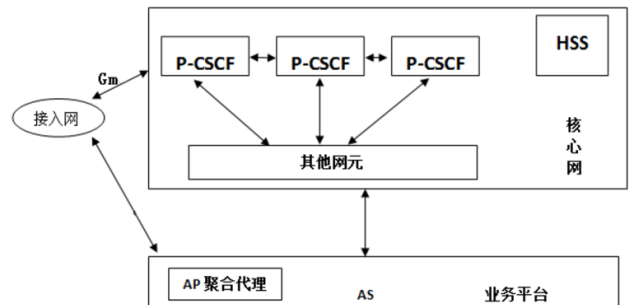 HSS
P-CSCF
P-CSCF
P-CSCF
Gm
接入网
核心网
其他网元
AP 聚合代理
AS
业务平台